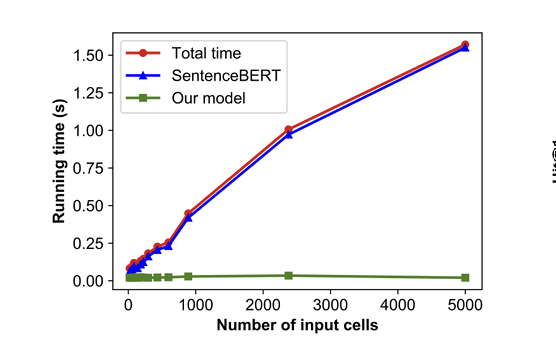 1.50
1.25
1.00
0.75
0.50
0.25
0.00
Running time (s)
Total time
SentenceBERT
Our model
0 1000 2000 3000 4000 5000
Number of input cells